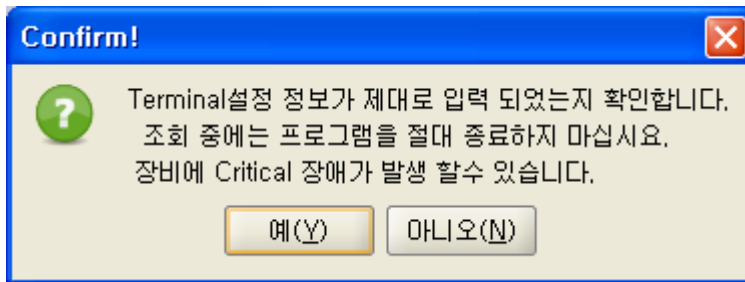 Confirm!
Terminal설정 정보가 제대로 입력 되었는지 확인합니다.
조회 중에는 프로그램을 절대 종료하지 마십시요.
장비에 Critical 장애가 발생 할수 있습니다.
예(Y)
아니오(N)